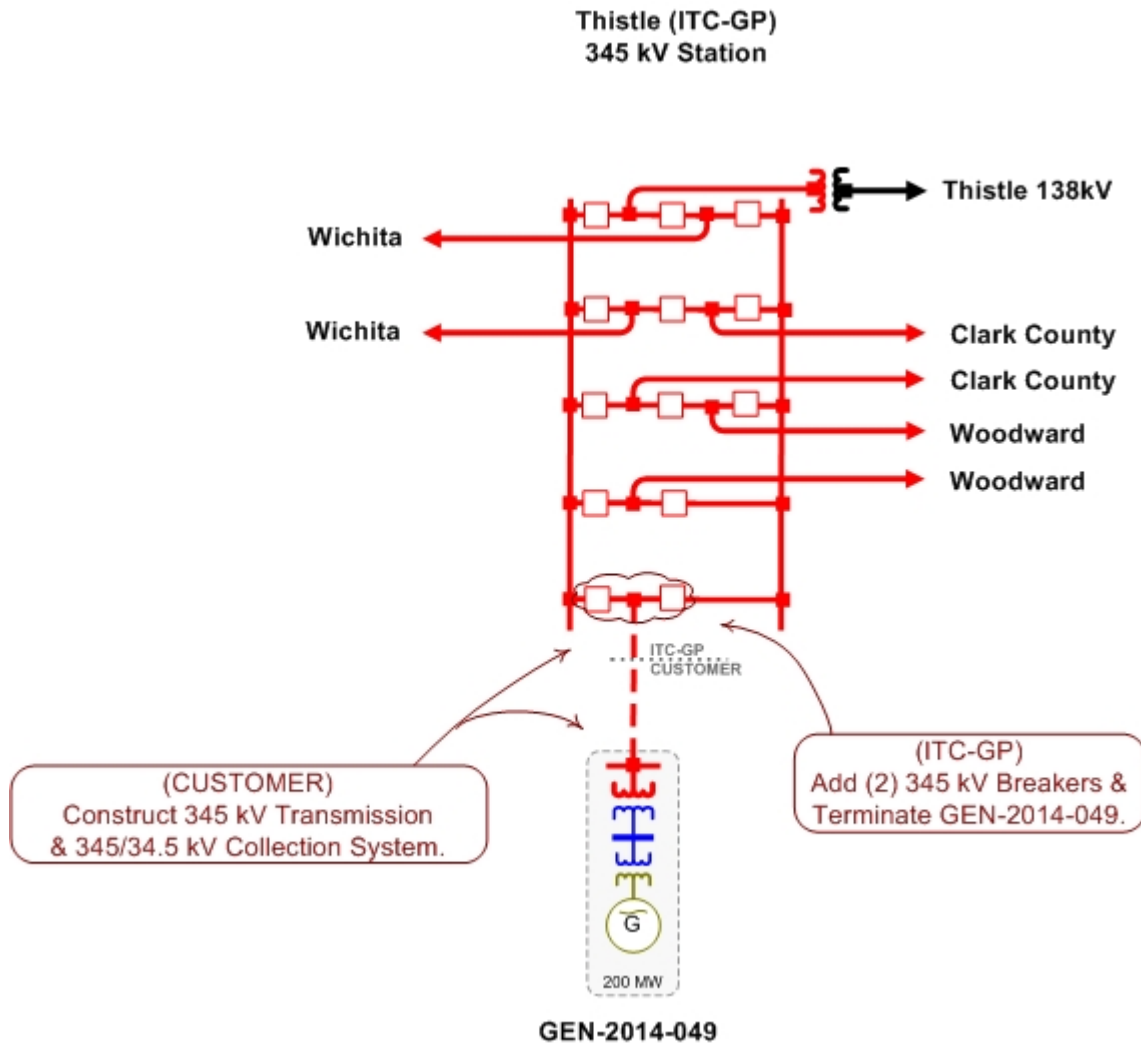 Thistle (ITC-GP)
345 kV Station
Thistle 138kV
Wichita
Wichita
Clark County
Clark County
Woodward
Woodward
ITC-GP
CUSTOMER
(CUSTOMER)
Construct 345 kV Transmission
& 345/34.5 kV Collection System.
(ITC-GP)
Add (2) 345 kV Breakers &
Terminate GEN-2014-049.
G
200 MW
GEN-2014-049